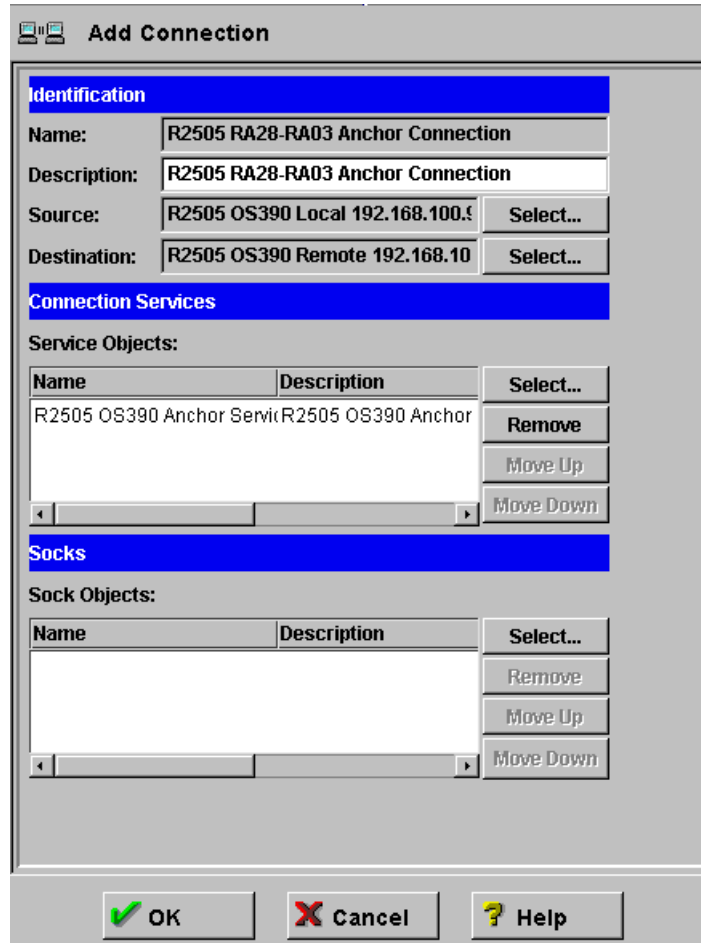 Add Connection
Identification
Name: R2505 RA28-RA03 Anchor Connection
Description: R2505 RA28-RA03 Anchor Connection
Source: R2505 OS390 Local 192.168.100.9 Select...
Destination: R2505 OS390 Remote 192.168.10 Select...
Connection Services
Service Objects:
Name Description Select...
R2505 OS390 Anchor Servic R2505 OS390 Anchor Remove
Move Up
Move Down
Socks
Sock Objects:
Name Description Select...
Remove
Move Up
Move Down
OK Cancel Help